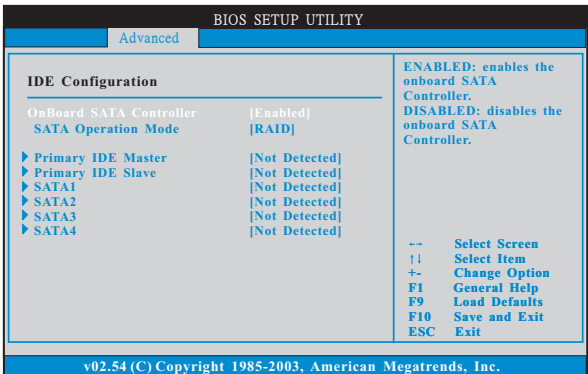 BIOS SETUP UTILITY
Advanced
IDE Configuration
OnBoard SATA Controller [Enabled]
SATA Operation Mode [RAID]
Primary IDE Master [Not Detected]
Primary IDE Slave [Not Detected]
SATA1 [Not Detected]
SATA2 [Not Detected]
SATA3 [Not Detected]
SATA4 [Not Detected]
ENABLED: enables the
onboard SATA
Controller.
DISABLED: disables the
onboard SATA
Controller.
←→ Select Screen
↑↓ Select Item
+- Change Option
F1 General Help
F9 Load Defaults
F10 Save and Exit
ESC Exit
v02.54 (C) Copyright 1985-2003, American Megatrends, Inc.